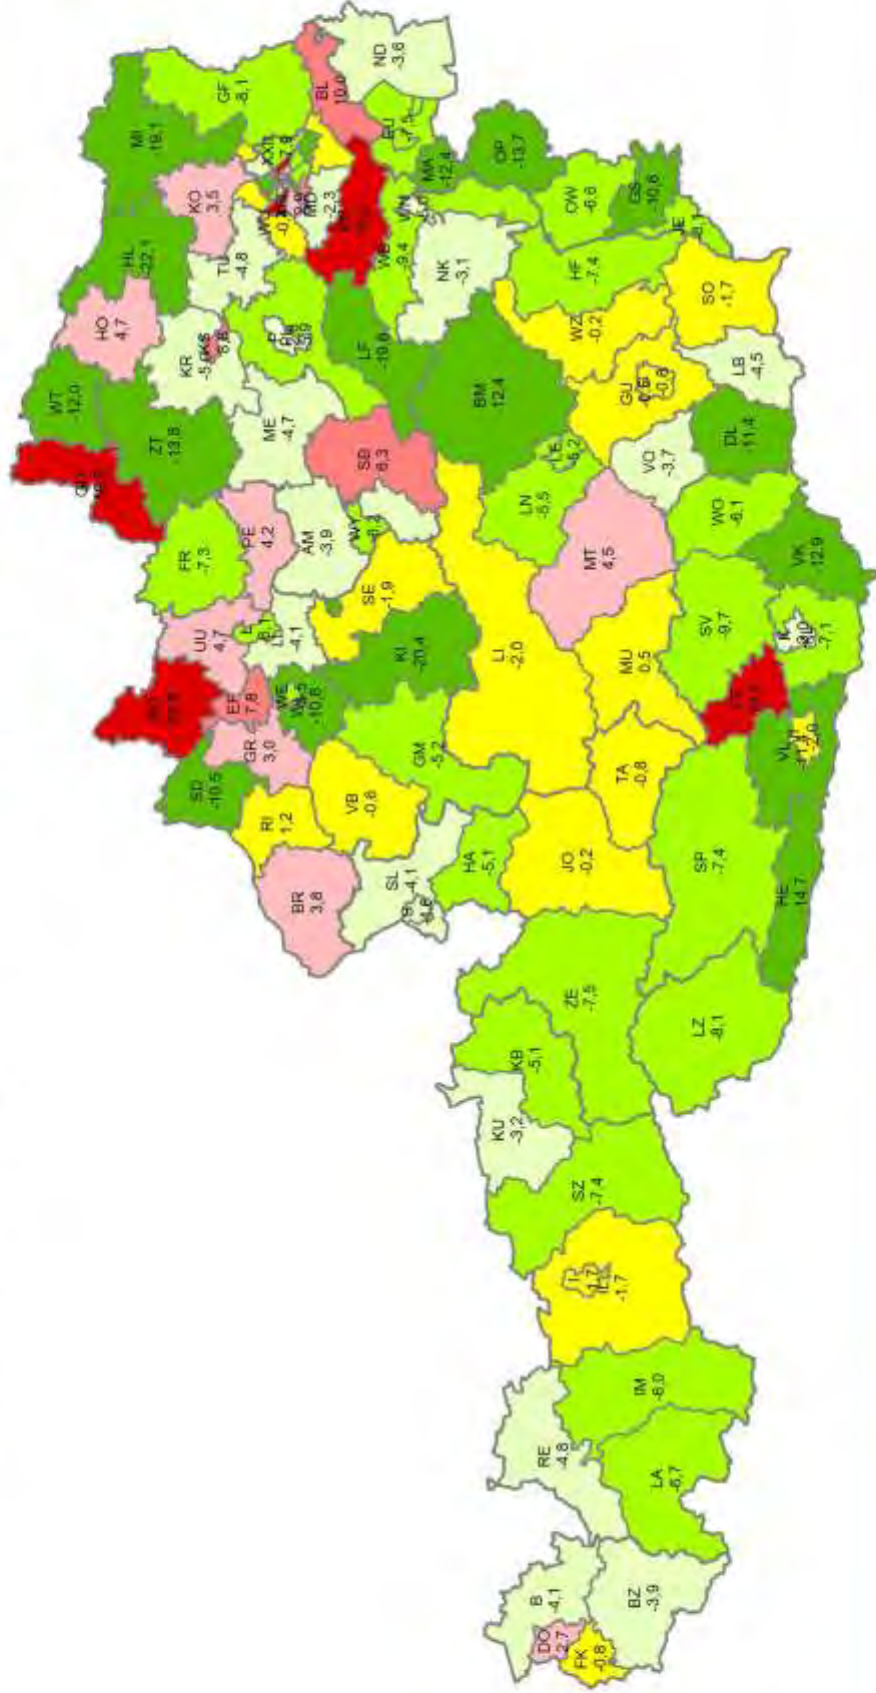 ND
-3,6
BL
10,0
GF
-8,1
MI
-19,1
KO
3,5
TU
-4,8
HL
-22,1
HO
4,7
KR
WT
-12,0
ZT
-13,8
ME
-4,7
LF
-19,6
SB
6,3
FR
-7,3
PE
4,2
AM
-3,9
UU
4,7
-4,1
SE
-1,9
KI
-20,4
EF
7,8
GR
3,0
WE
-10,8
SD
-10,5
RI
1,2
VB
-0,6
GM
-5,2
BR
3,8
SL
-4,1
HA
-5,1
LI
-2,0
JO
-0,2
TA
-0,8
MU
0,5
MT
4,5
LN
-5,5
LE
-5,2
BM
12,4
NK
-3,1
WB
-9,4
MA
-12,4
OP
-13,7
OW
-6,6
GS
-10,6
JE
-8,1
HF
-7,4
WZ
-0,2
GU
SO
-1,7
LB
-4,5
VO
-3,7
DL
-11,4
WO
-6,1
VK
12,9
SV
-9,7
-7,1
VL
SP
-7,4
HE
14,7
LZ
-8,1
ZE
-7,5
KB
-5,1
KU
-3,2
SZ
-7,4
-1,7
IM
-6,0
RE
-4,8
LA
-6,7
B
-4,1
BZ
-3,9
DO
2,7
FK
-0,8